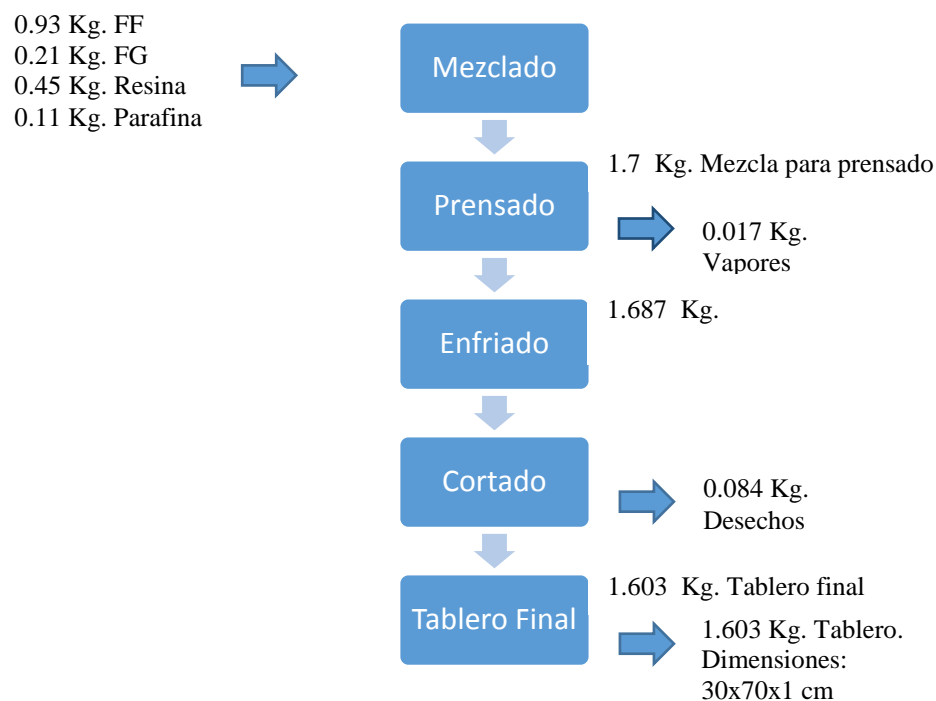 0.93 Kg. FF
0.21 Kg. FG
0.45 Kg. Resina
0.11 Kg. Parafina
Mezclado
1.7 Kg. Mezcla para prensado
Prensado
0.017 Kg.
Vapores
1.687 Kg.
Enfriado
Cortado
0.084 Kg.
Desechos
1.603 Kg. Tablero final
Tablero Final
1.603 Kg. Tablero.
Dimensiones:
30x70x1 cm